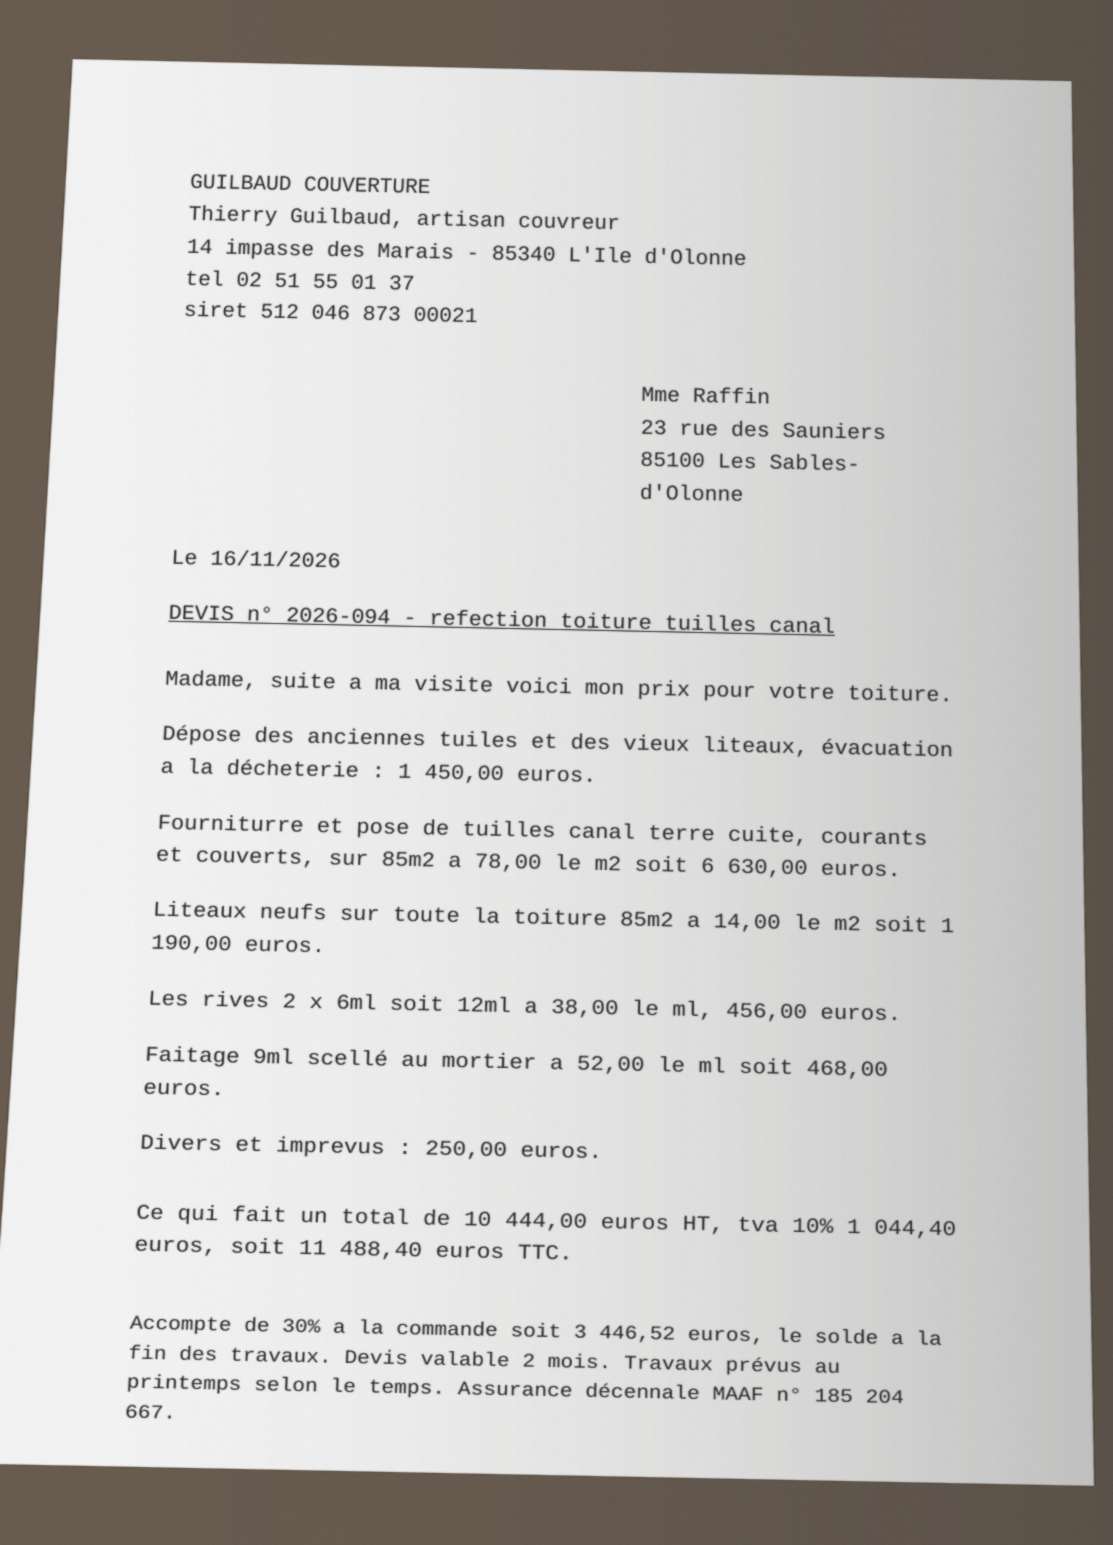 GUILBAUD COUVERTURE
Thierry Guilbaud, artisan couvreur
14 impasse des Marais - 85340 L'Ile d'Olonne
tel 02 51 55 01 37
siret 512 046 873 00021
Mme Raffin
23 rue des Sauniers
85100 Les Sables-
d'Olonne
Le 16/11/2026
DEVIS n° 2026-094 - refection toiture tuilles canal
Madame, suite a ma visite voici mon prix pour votre toiture.
Dépose des anciennes tuiles et des vieux liteaux, évacuation
a la décheterie : 1 450,00 euros.
Fourniturre et pose de tuilles canal terre cuite, courants
et couverts, sur 85m2 a 78,00 le m2 soit 6 630,00 euros.
Liteaux neufs sur toute la toiture 85m2 a 14,00 le m2 soit 1
190,00 euros.
Les rives 2 x 6ml soit 12ml a 38,00 le ml, 456,00 euros.
Faitage 9ml scellé au mortier a 52,00 le ml soit 468,00
euros.
Divers et imprevus : 250,00 euros.
Ce qui fait un total de 10 444,00 euros HT, tva 10% 1 044,40
euros, soit 11 488,40 euros TTC.
Accompte de 30% a la commande soit 3 446,52 euros, le solde a la
fin des travaux. Devis valable 2 mois. Travaux prévus au
printemps selon le temps. Assurance décennale MAAF n° 185 204
667.